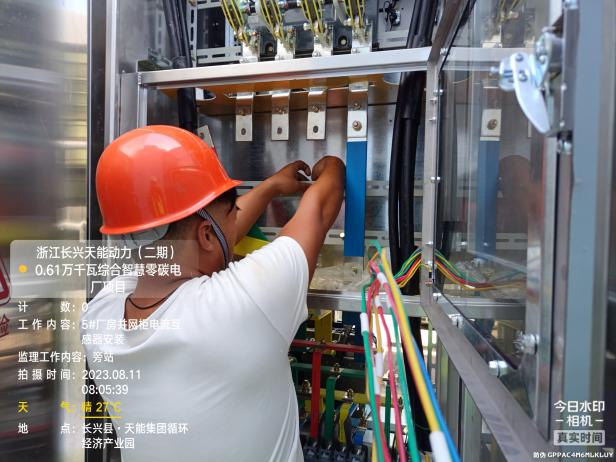 浙江长兴天能动力（二期）
0.61万千瓦综合智慧零碳电
厂项目
计 数：0
工作内容：5#厂房并网柜电流互
感器安装
监理工作内容：旁站
拍摄时间：2023.08.11
08:05:39
天 气：晴 27℃
地 点：长兴县·天能集团循环
经济产业园
今日水印
相机
真实时间
防伪 GPPAC4M6MLKLUY